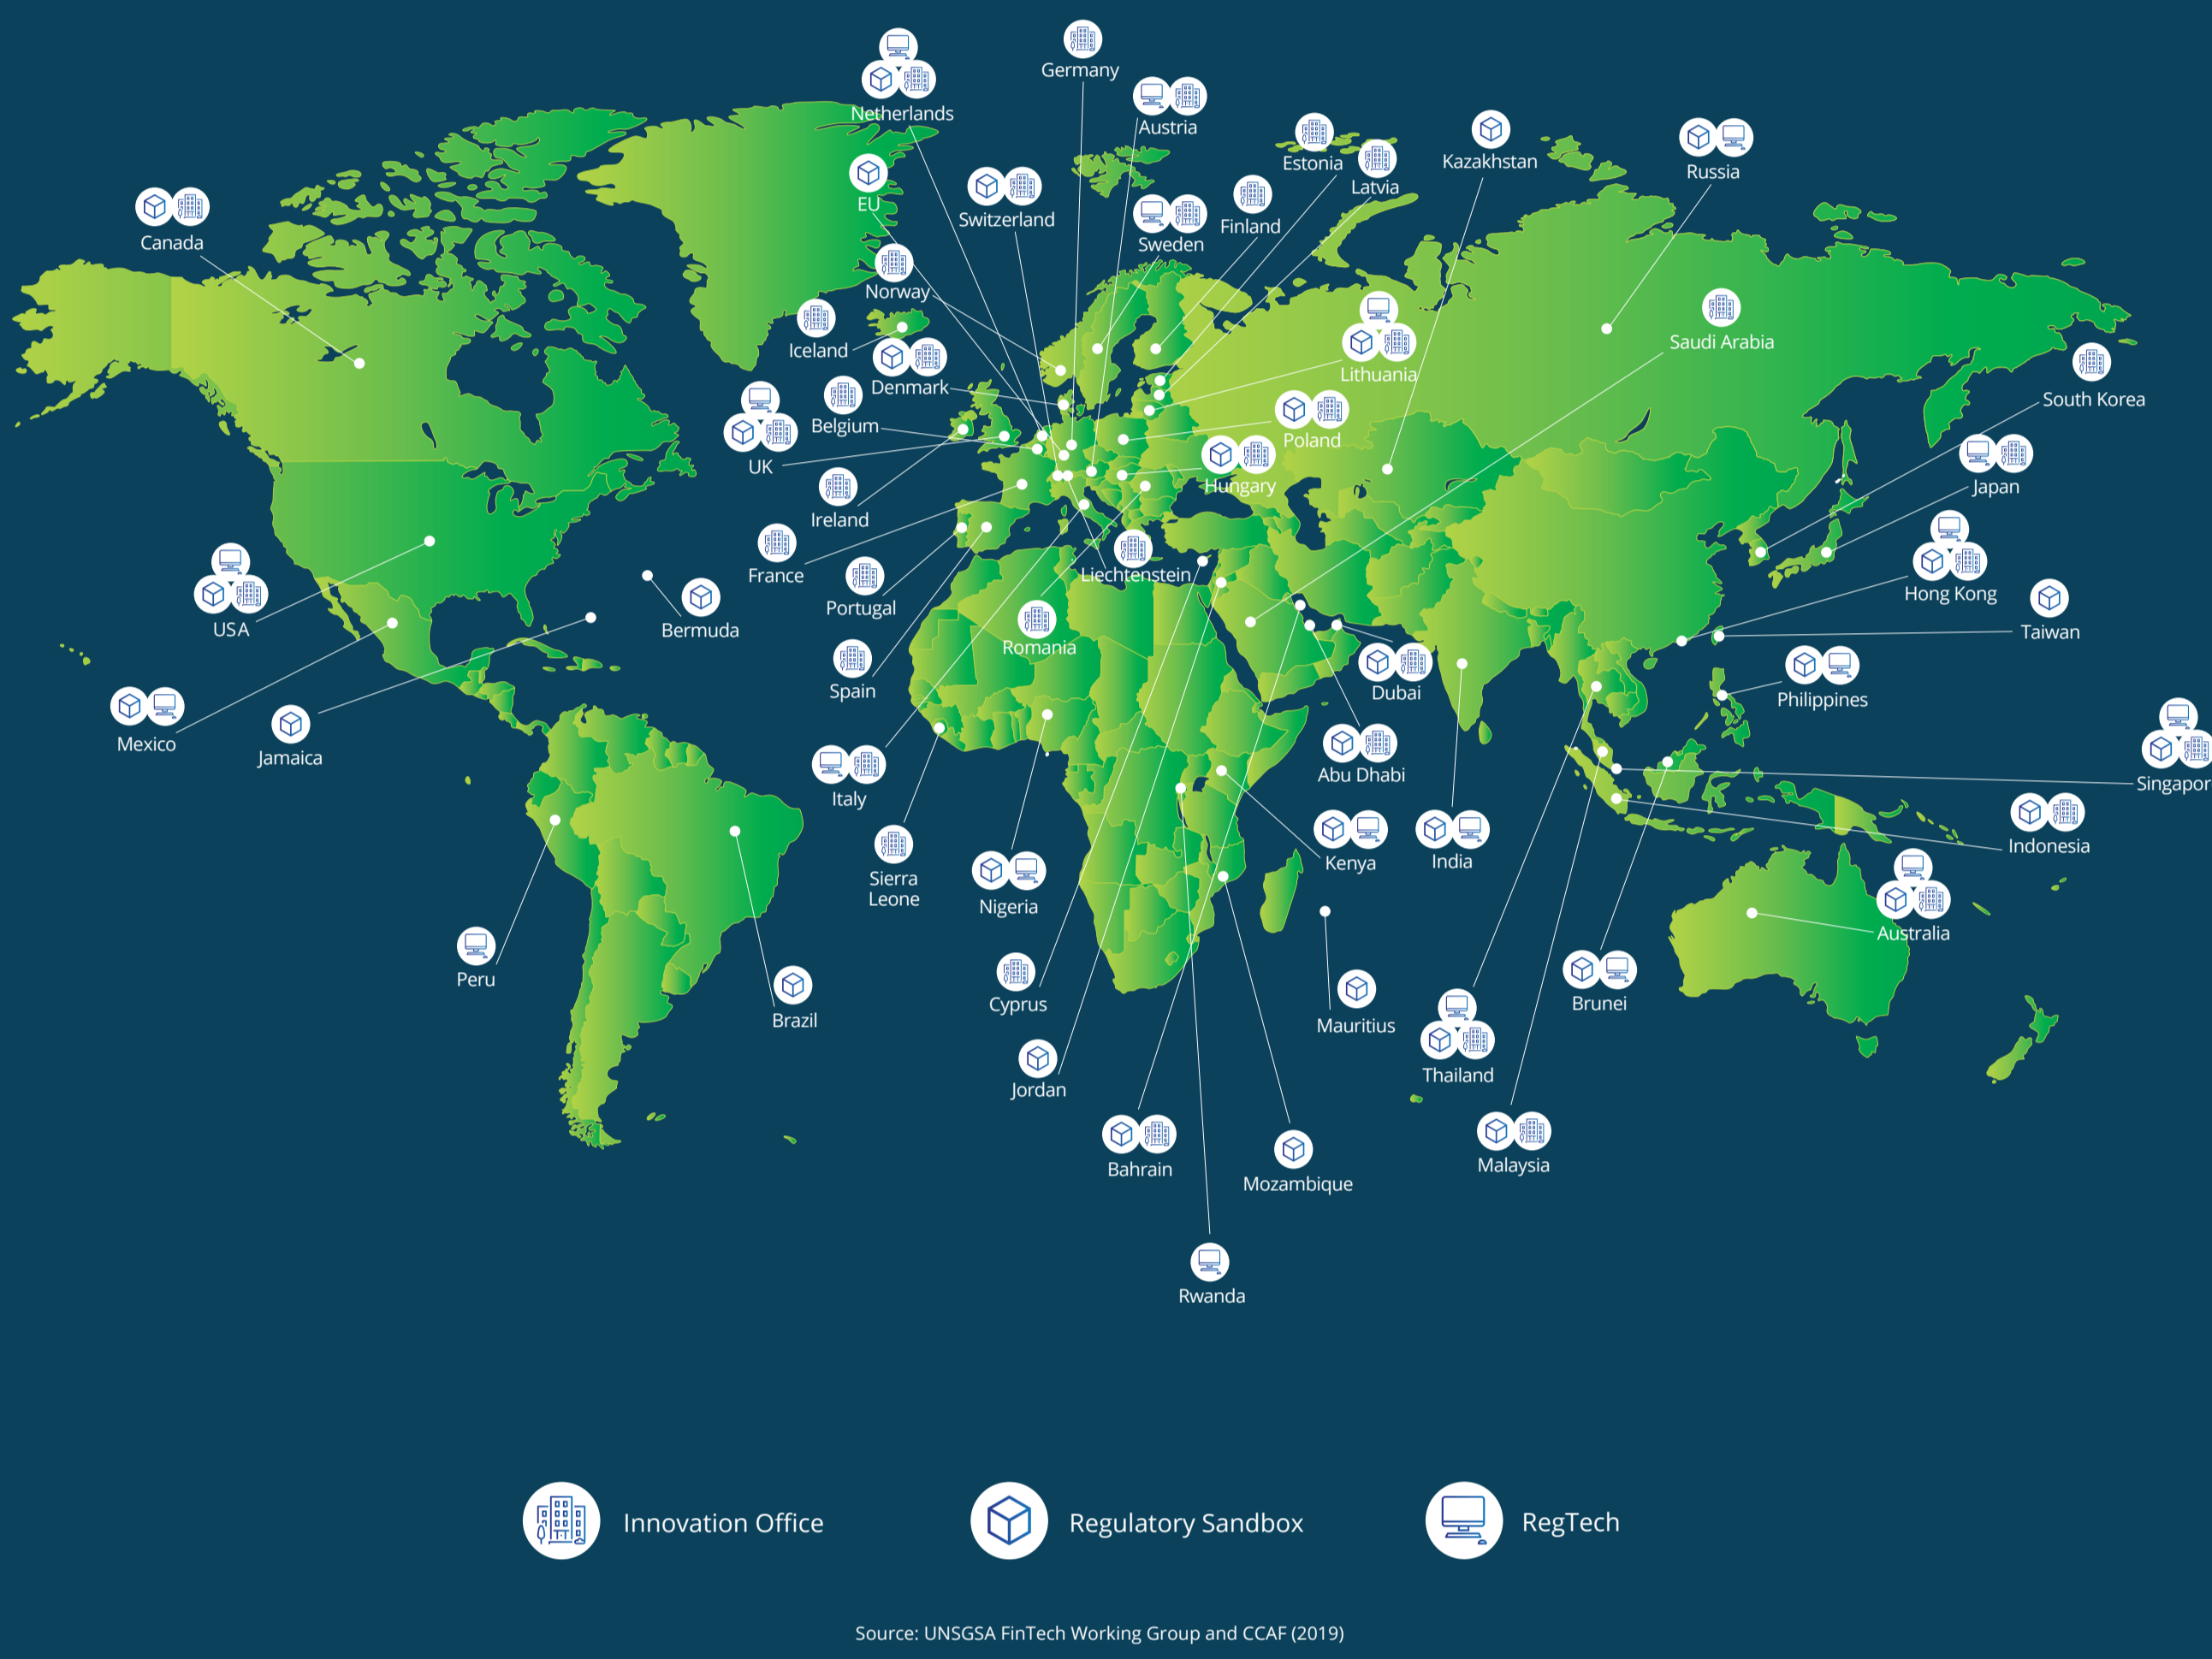 Germany
Netherlands
Austria
Estonia
Kazakhstan
Russia
Latvia
EU
Switzerland
Finland
Canada
Sweden
Norway
Saudi Arabia
Iceland
Denmark
Lithuania
South Korea
Belgium
Poland
UK
Hungary
Japan
Ireland
France
Liechtenstein
Hong Kong
Portugal
USA
Bermuda
Taiwan
Romania
Spain
Dubai
Philippines
Mexico
Jamaica
Abu Dhabi
Singapor
Italy
Indonesia
Kenya
India
Sierra
Leone
Nigeria
Australia
Peru
Cyprus
Brunei
Brazil
Mauritius
Jordan
Thailand
Bahrain
Malaysia
Mozambique
Rwanda
Innovation Office
Regulatory Sandbox
RegTech
Source: UNSGSA FinTech Working Group and CCAF (2019)